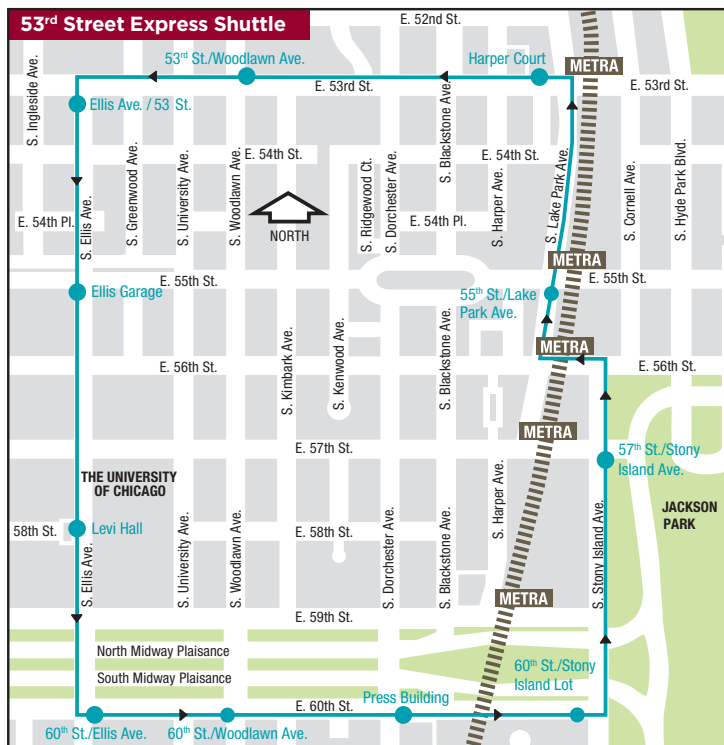 53rd Street Express Shuttle
E. 52nd St.
53rd St./Woodlawn Ave.
Harper Court
METRA
E. 53rd St.
E. 53rd St.
Ellis Ave. / 53 St.
S. Ingleside Ave.
S. Blackstone Ave.
E. 54th St.
E. 54th St.
S. Greenwood Ave.
S. University Ave.
S. Woodlawn Ave.
S. Ridgewood Ct.
S. Dorchester Ave.
S. Harper Ave.
S. Lake Park Ave.
S. Cornell Ave.
S. Hyde Park Blvd.
E. 54th Pl.
S. Ellis Ave.
NORTH
E. 54th Pl.
METRA
E. 55th St.
E. 55th St.
Ellis Garage
55th St./Lake
Park Ave.
METRA
S. Kimbark Ave.
S. Kenwood Ave.
S. Blackstone Ave.
E. 56th St.
E. 56th St.
METRA
E. 57th St.
57th St./Stony
Island Ave.
THE UNIVERSITY
OF CHICAGO
S. Harper Ave.
JACKSON
PARK
58th St.
Levi Hall
E. 58th St.
S. Ellis Ave.
S. University Ave.
S. Woodlawn Ave.
S. Dorchester Ave.
S. Blackstone Ave.
S. Stony Island Ave.
METRA
E. 59th St.
North Midway Plaisance
South Midway Plaisance
60th St./Stony
Island Lot
Press Building
E. 60th St.
60th St./Ellis Ave.
60th St./Woodlawn Ave.